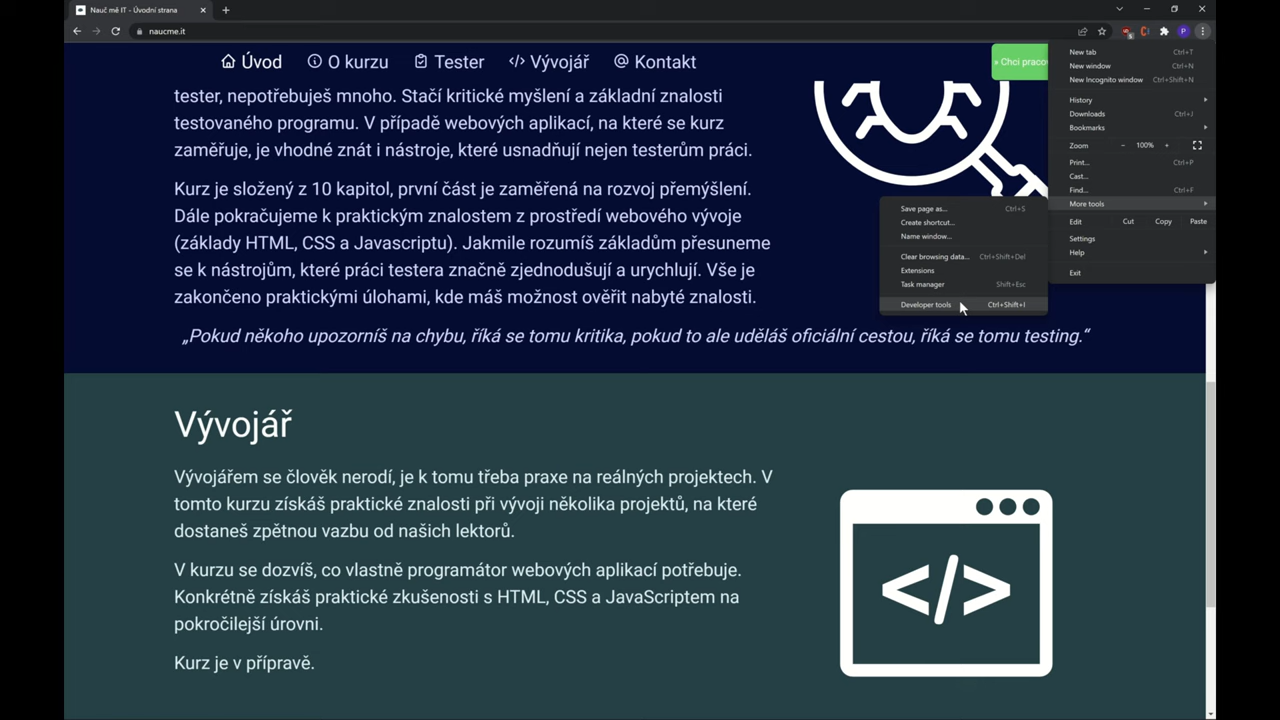 Nauč mě IT - Úvodní strana
naucme.it
Úvod
O kurzu
Tester
</> Vývojář
@ Kontakt
» Chci praco
tester, nepotřebuješ mnoho. Stačí kritické myšlení a základní znalosti
testovaného programu. V případě webových aplikací, na které se kurz
zaměřuje, je vhodné znát i nástroje, které usnadňují nejen testerům práci.
Kurz je složený z 10 kapitol, první část je zaměřená na rozvoj přemýšlení.
Dále pokračujeme k praktickým znalostem z prostředí webového vývoje
(základy HTML, CSS a Javascriptu). Jakmile rozumíš základům přesuneme
se k nástrojům, které práci testera značně zjednodušují a urychlují. Vše je
zakončeno praktickými úlohami, kde máš možnost ověřit nabyté znalosti.
„Pokud někoho upozorníš na chybu, říká se tomu kritika, pokud to ale uděláš oficiální cestou, říká se tomu testing.“
New tab Ctrl+T
New window Ctrl+N
New Incognito window Ctrl+Shift+N
History
Downloads Ctrl+J
Bookmarks
Zoom − 100% +
Print... Ctrl+P
Cast...
Find... Ctrl+F
More tools
Edit Cut Copy Paste
Settings
Help
Exit
Save page as... Ctrl+S
Create shortcut...
Name window...
Clear browsing data... Ctrl+Shift+Del
Extensions
Task manager Shift+Esc
Developer tools Ctrl+Shift+I
Vývojář
Vývojářem se člověk nerodí, je k tomu třeba praxe na reálných projektech. V
tomto kurzu získáš praktické znalosti při vývoji několika projektů, na které
dostaneš zpětnou vazbu od našich lektorů.
V kurzu se dozvíš, co vlastně programátor webových aplikací potřebuje.
Konkrétně získáš praktické zkušenosti s HTML, CSS a JavaScriptem na
pokročilejší úrovni.
Kurz je v přípravě.
</>